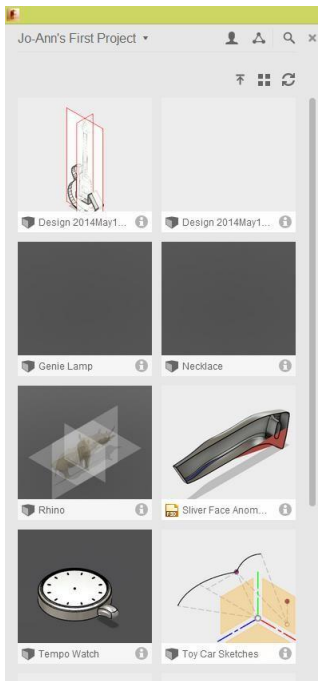 Jo-Ann's First Project
Design 2014May1...
Design 2014May1...
Genie Lamp
Necklace
Rhino
Sliver Face Anom...
Tempo Watch
Toy Car Sketches